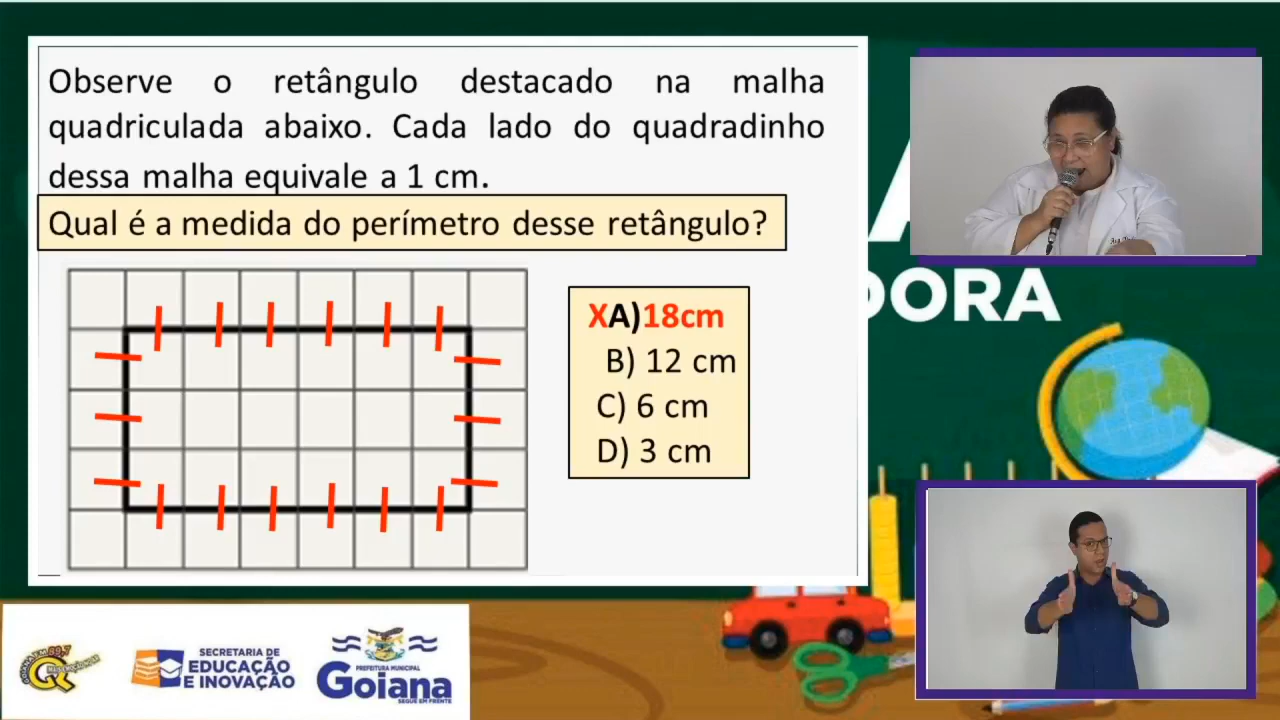 Observe o retângulo destacado na malha
quadriculada abaixo. Cada lado do quadradinho
dessa malha equivale a 1 cm.
Qual é a medida do perímetro desse retângulo?
XA)18cm
B) 12 cm
C) 6 cm
D) 3 cm
DORA
SECRETARIA DE
EDUCAÇÃO
E INOVAÇÃO
PREFEITURA MUNICIPAL
Goiana
SEGUE EM FRENTE